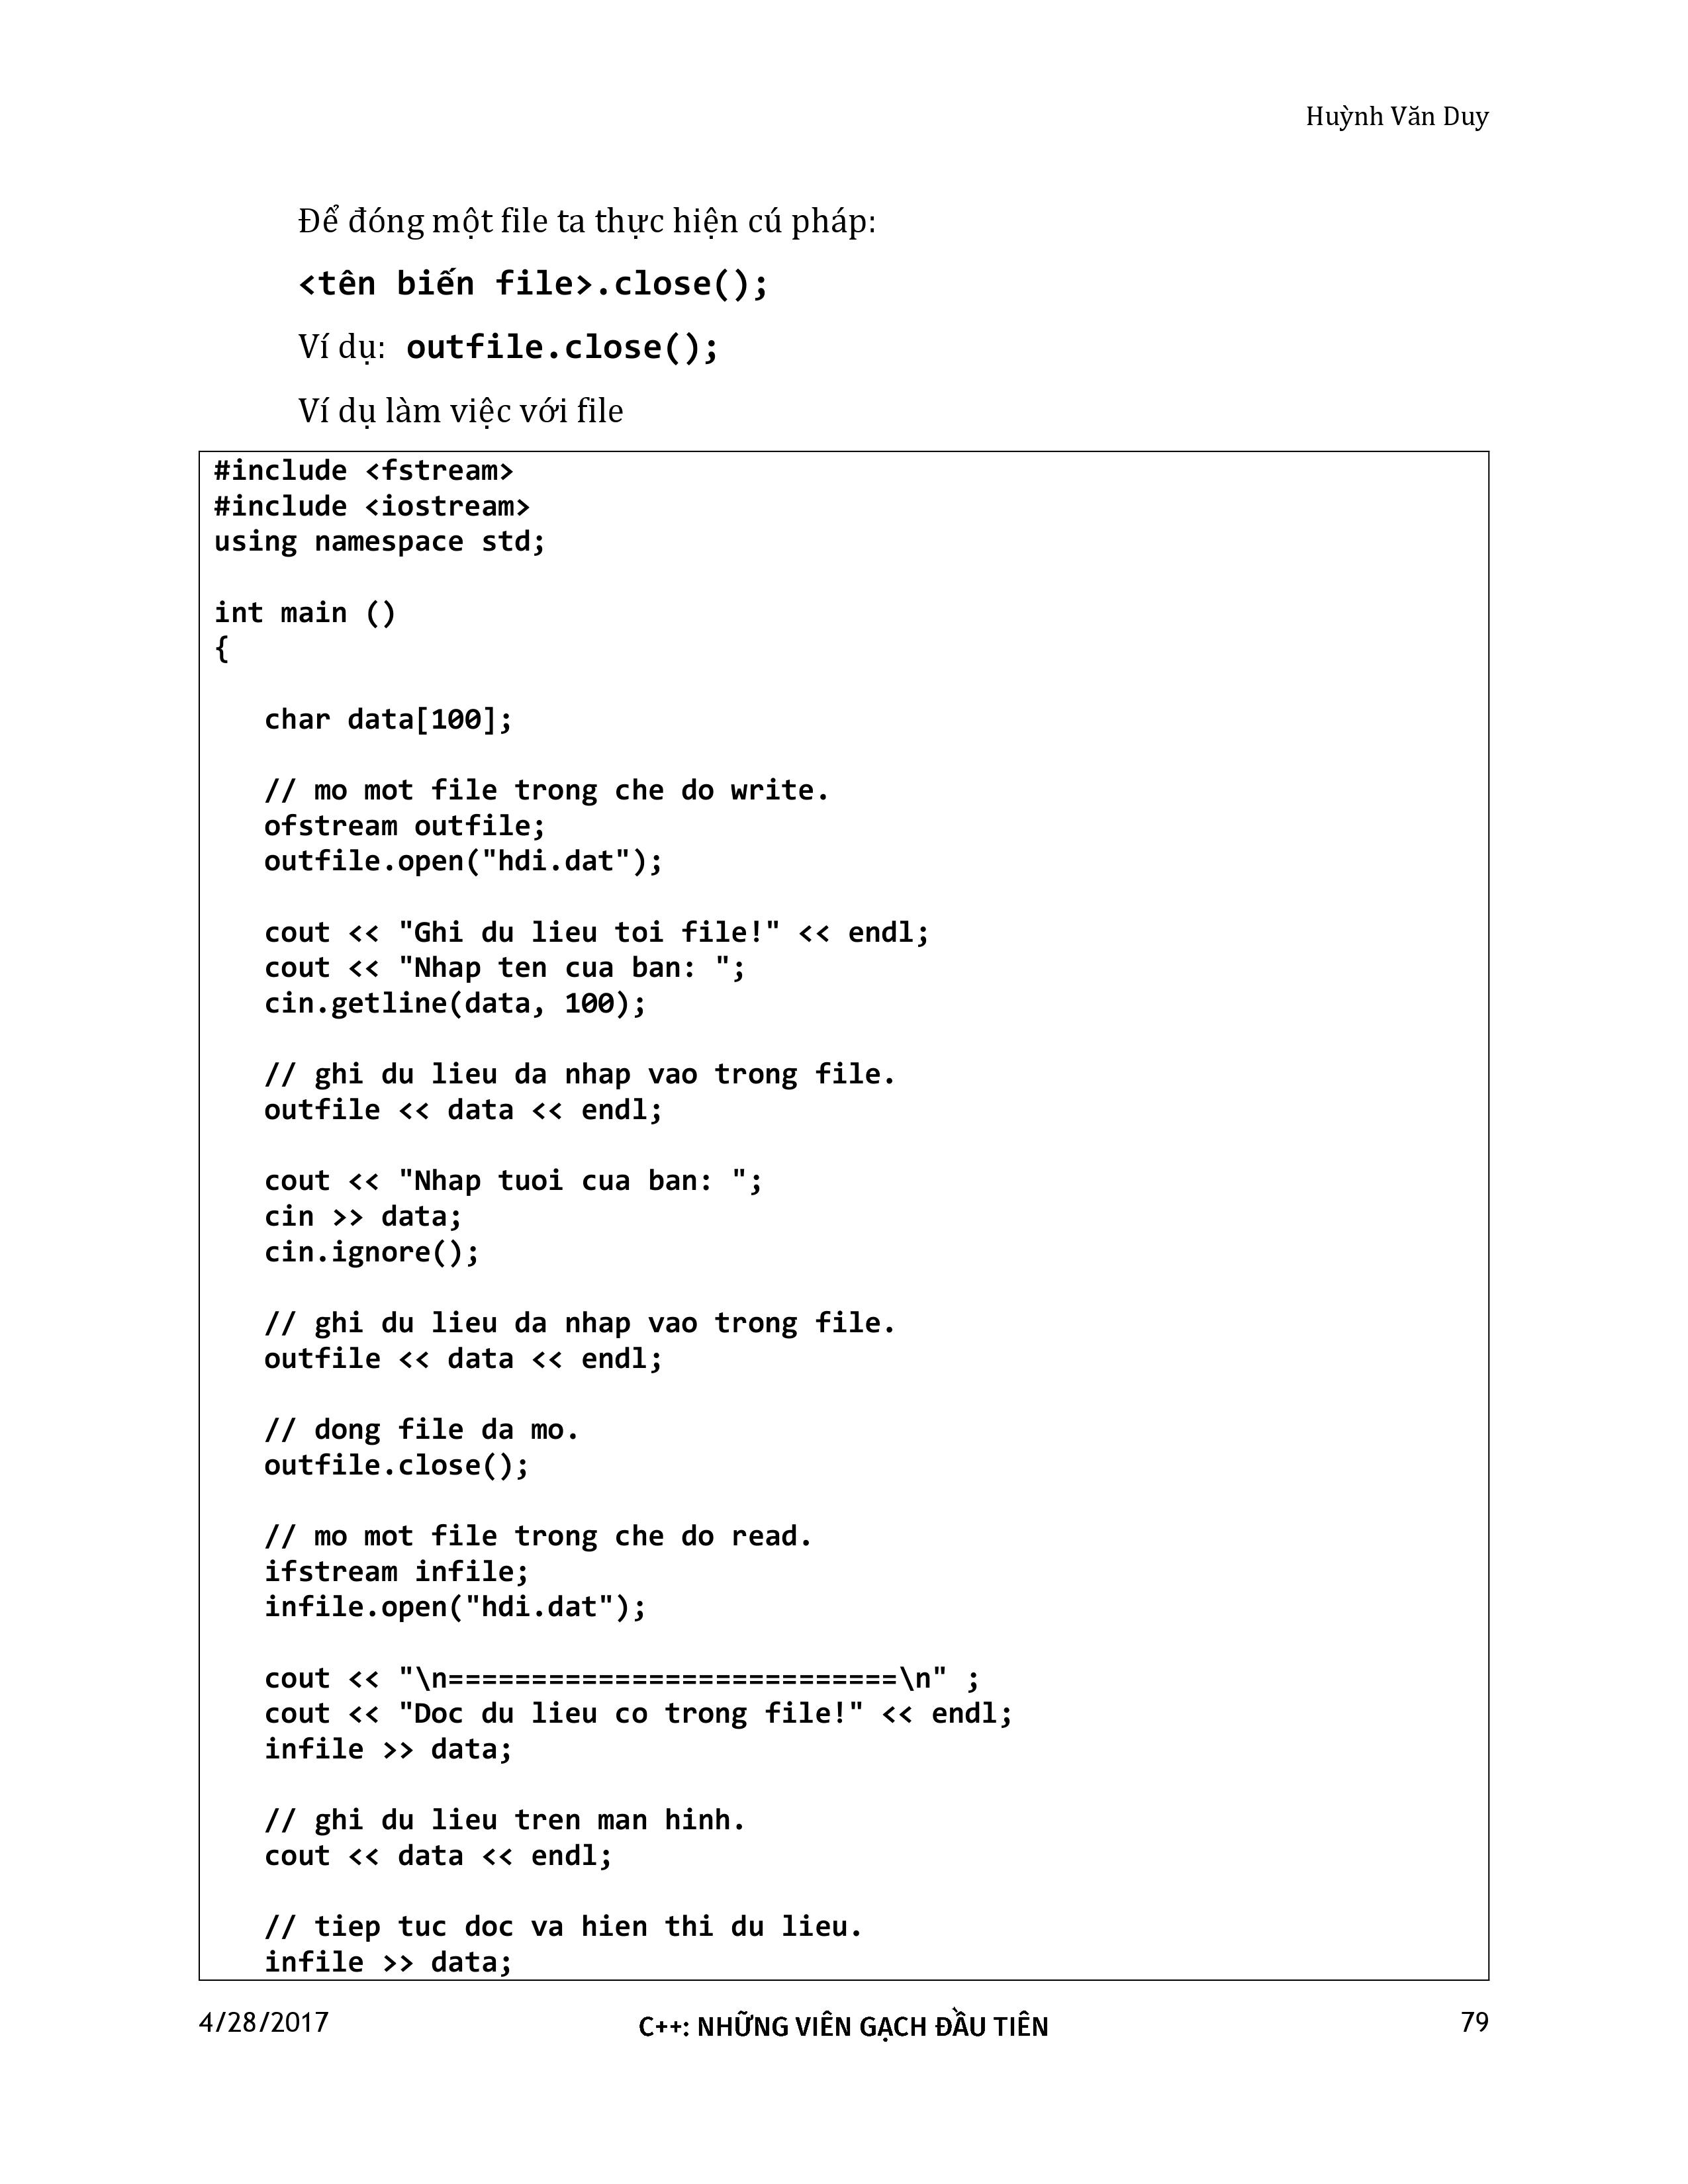 Huỳnh Văn Duy
Để đóng một file ta thực hiện cú pháp:
<tên biến file>.close();
Ví dụ: outfile.close();
Ví dụ làm việc với file
#include <fstream>
#include <iostream>
using namespace std;
int main ()
{
char data[100];
// mo mot file trong che do write.
ofstream outfile;
outfile.open("hdi.dat");
cout << "Ghi du lieu toi file!" << endl;
cout << "Nhap ten cua ban: ";
cin.getline(data, 100);
// ghi du lieu da nhap vao trong file.
outfile << data << endl;
cout << "Nhap tuoi cua ban: ";
cin >> data;
cin.ignore();
// ghi du lieu da nhap vao trong file.
outfile << data << endl;
// dong file da mo.
outfile.close();
// mo mot file trong che do read.
ifstream infile;
infile.open("hdi.dat");
cout << "\n===========================\n" ;
cout << "Doc du lieu co trong file!" << endl;
infile >> data;
// ghi du lieu tren man hinh.
cout << data << endl;
// tiep tuc doc va hien thi du lieu.
infile >> data;
4/28/2017 C++: NHỮNG VIÊN GẠCH ĐẦU TIÊN 79